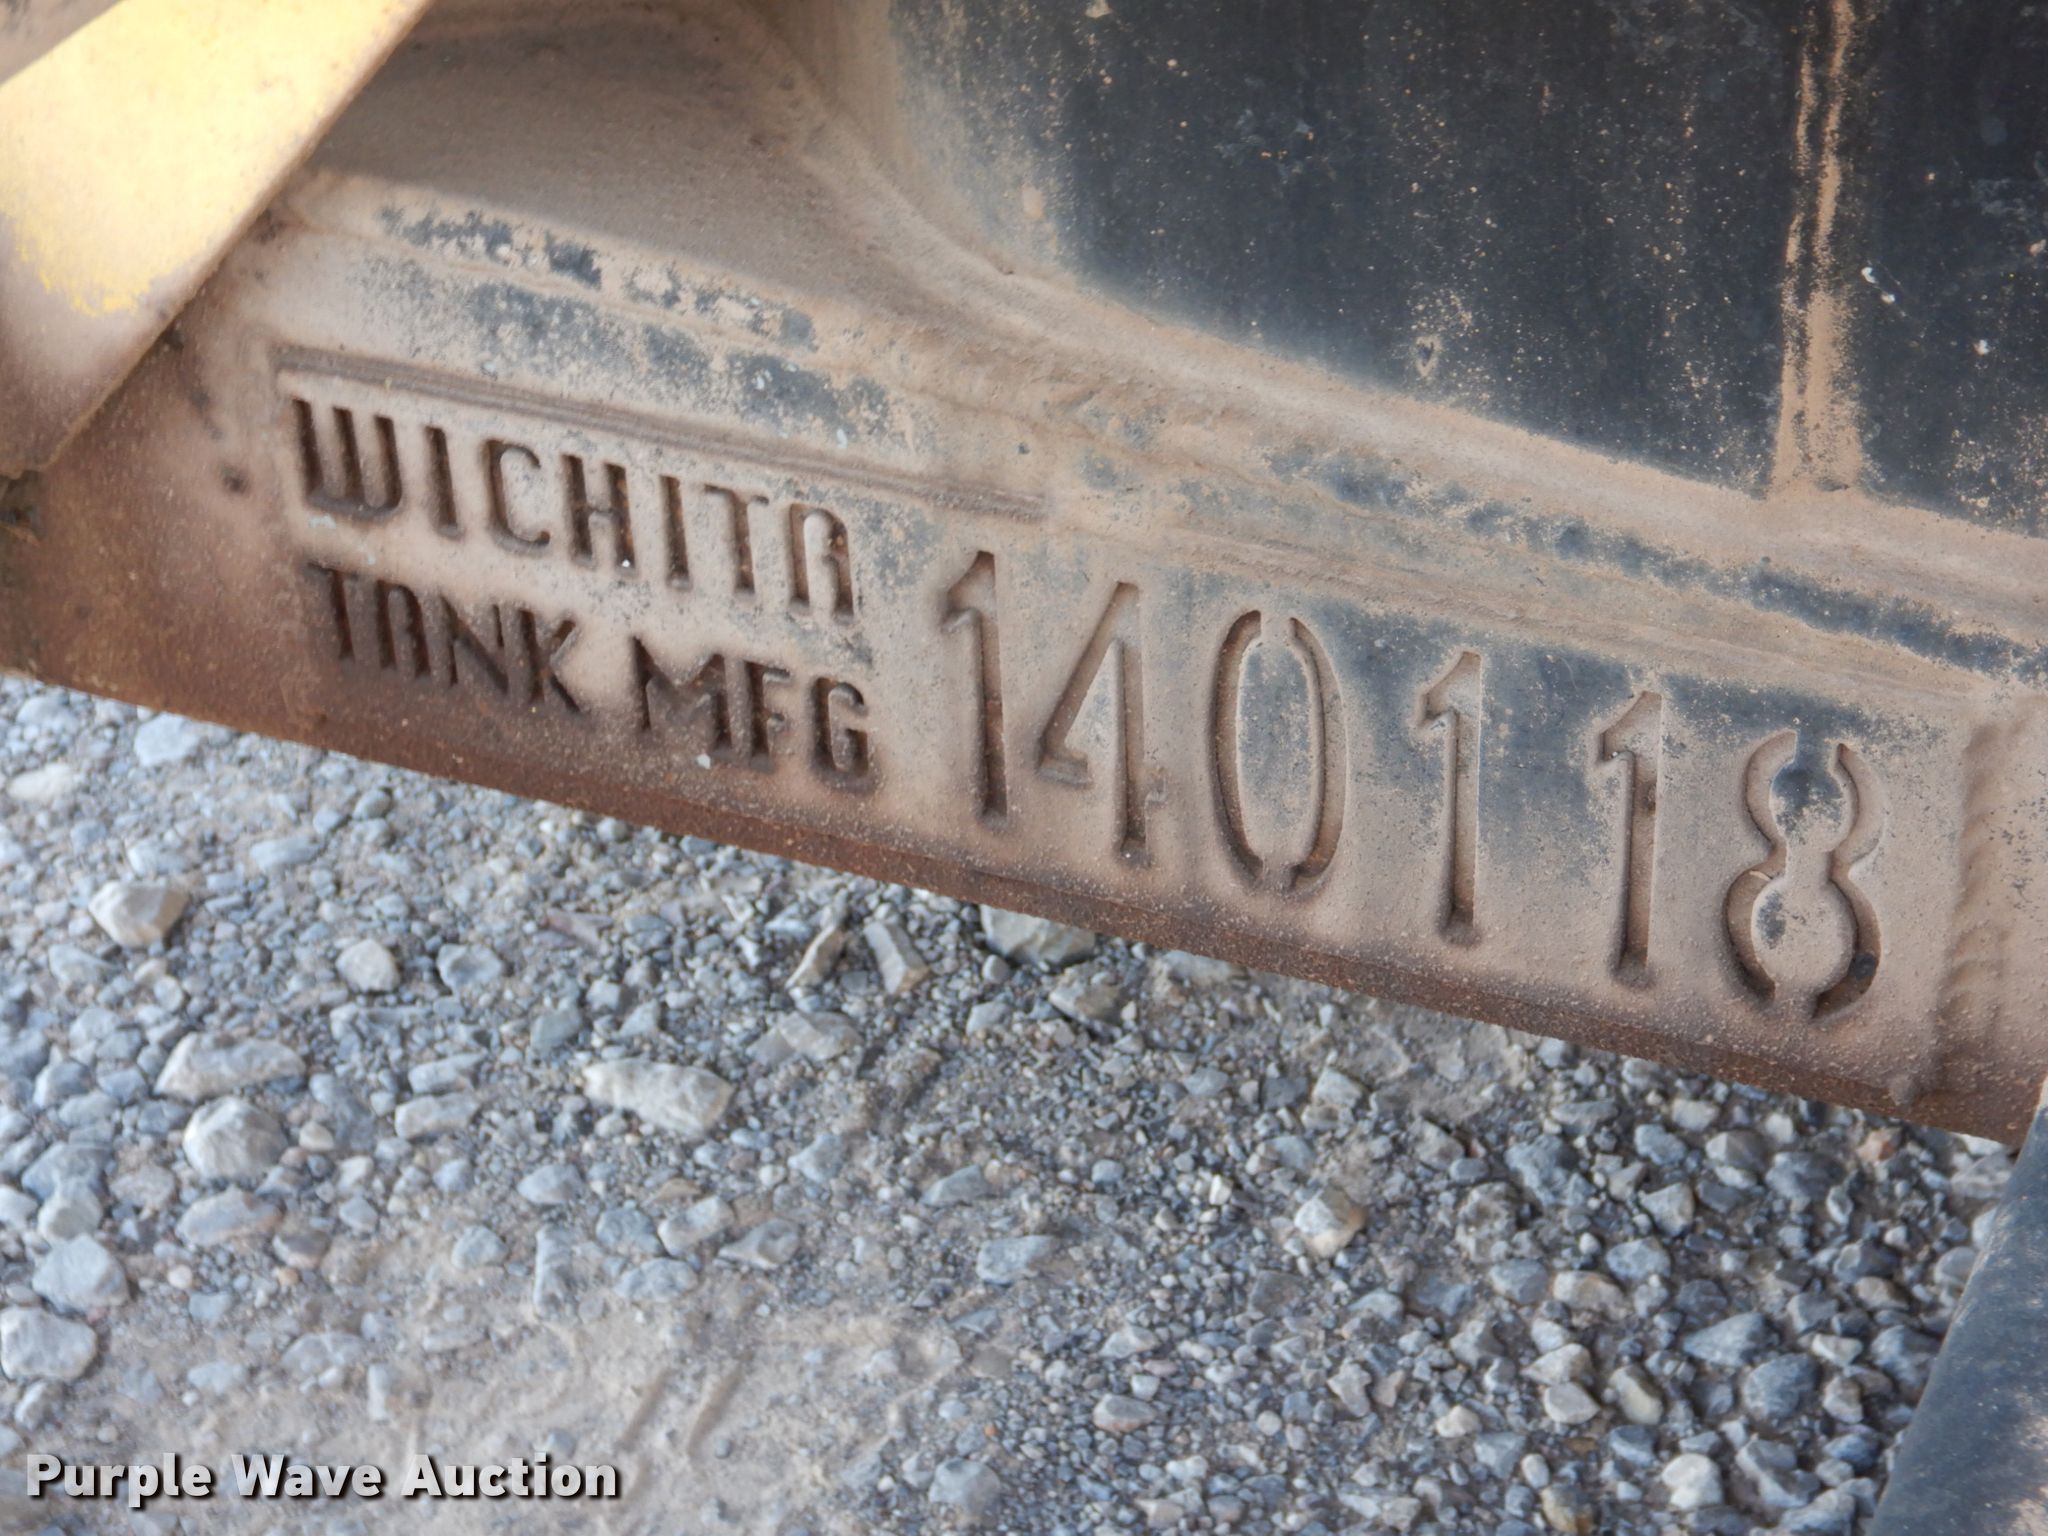 WICHITA
TANK MFG
140118
Purple Wave Auction